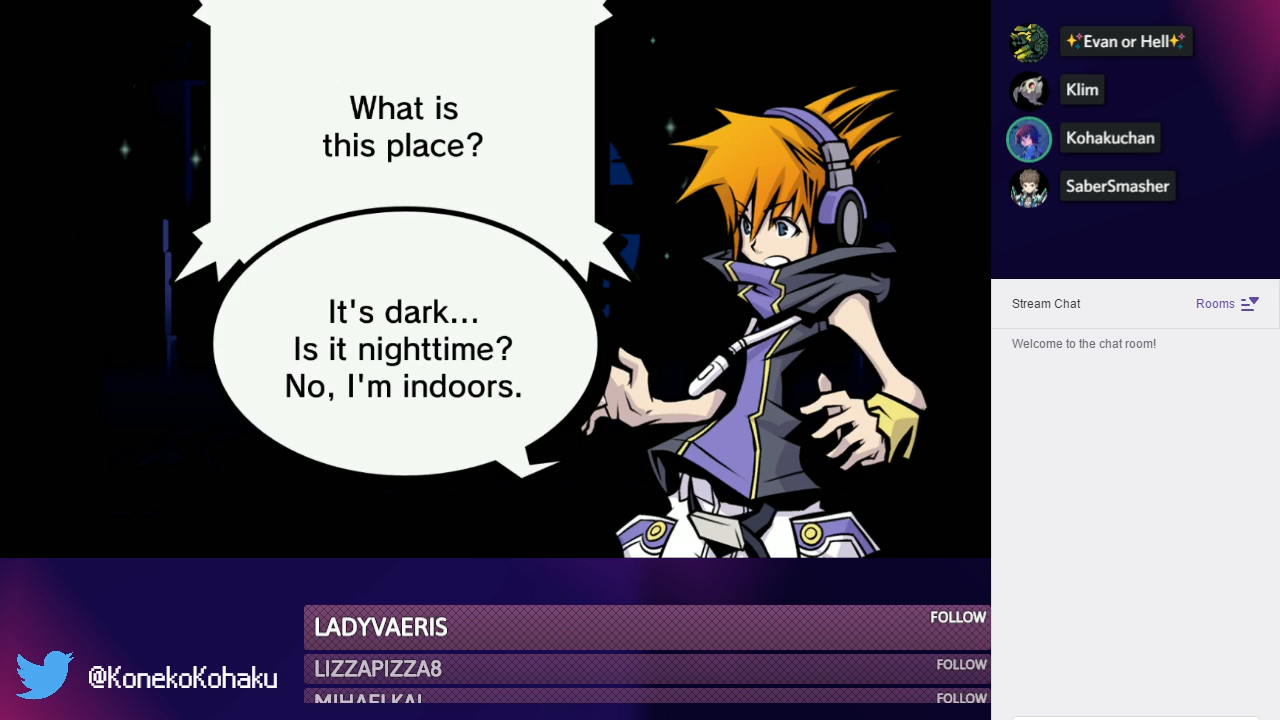 What is
this place?
It's dark...
Is it nighttime?
No, I'm indoors.
✨Evan or Hell✨
Klim
Kohakuchan
SaberSmasher
Stream Chat
Rooms
Welcome to the chat room!
LADYVAERIS
FOLLOW
LIZZAPIZZA8
FOLLOW
MIHAELKAL
FOLLOW
@KonekoKohaku